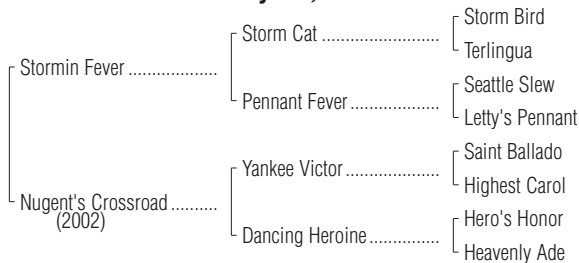 Storm Bird
Storm Cat ........................
Terlingua
Stormin Fever ..................
Seattle Slew
Pennant Fever ..................
Letty's Pennant
Saint Ballado
Yankee Victor ...................
Highest Carol
Nugent's Crossroad .........
(2002)
Hero's Honor
Dancing Heroine ..............
Heavenly Ade